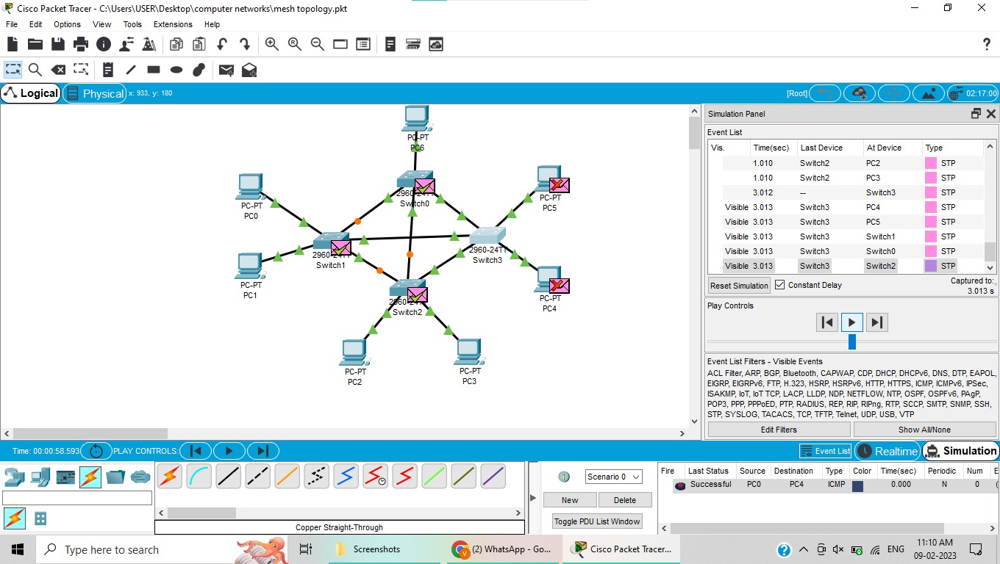 Cisco Packet Tracer - C:\Users\USER\Desktop\computer networks\mesh topology.pkt
File Edit Options View Tools Extensions Help
?
Logical Physical x: 933, y: 180 [Root] 02:17:00
Simulation Panel
Event List
Vis. Time(sec) Last Device At Device Type
1.010 Switch2 PC2 STP
1.010 Switch2 PC3 STP
3.012 -- Switch3 STP
Visible 3.013 Switch3 PC4 STP
Visible 3.013 Switch3 PC5 STP
Visible 3.013 Switch3 Switch1 STP
Visible 3.013 Switch3 Switch0 STP
Visible 3.013 Switch3 Switch2 STP
Reset Simulation Constant Delay Captured to:
3.013 s
Play Controls
Event List Filters - Visible Events
ACL Filter, ARP, BGP, Bluetooth, CAPWAP, CDP, DHCP, DHCPv6, DNS, DTP, EAPOL,
EIGRP, EIGRPv6, FTP, H.323, HSRP, HSRPv6, HTTP, HTTPS, ICMP, ICMPv6, IPSec,
ISAKMP, IoT, IoT TCP, LACP, LLDP, NDP, NETFLOW, NTP, OSPF, OSPFv6, PAgP,
POP3, PPP, PPPoED, PTP, RADIUS, REP, RIP, RIPng, RTP, SCCP, SMTP, SNMP, SSH,
STP, SYSLOG, TACACS, TCP, TFTP, Telnet, UDP, USB, VTP
Edit Filters Show All/None
PC-PT
PC6
PC-PT
PC0
2960-24TT
Switch0
PC-PT
PC5
2960-24TT
Switch1
2960-24TT
Switch3
PC-PT
PC1
PC-PT
PC4
2960-24TT
Switch2
PC-PT
PC2
PC-PT
PC3
Time: 00:00:58.593 PLAY CONTROLS: Event List Realtime Simulation
Scenario 0
New Delete
Toggle PDU List Window
Copper Straight-Through
Fire Last Status Source Destination Type Color Time(sec) Periodic Num E
Successful PC0 PC4 ICMP 0.000 N 0 (
Type here to search
Screenshots
(2) WhatsApp - Go...
Cisco Packet Tracer...
ENG
11:10 AM
09-02-2023